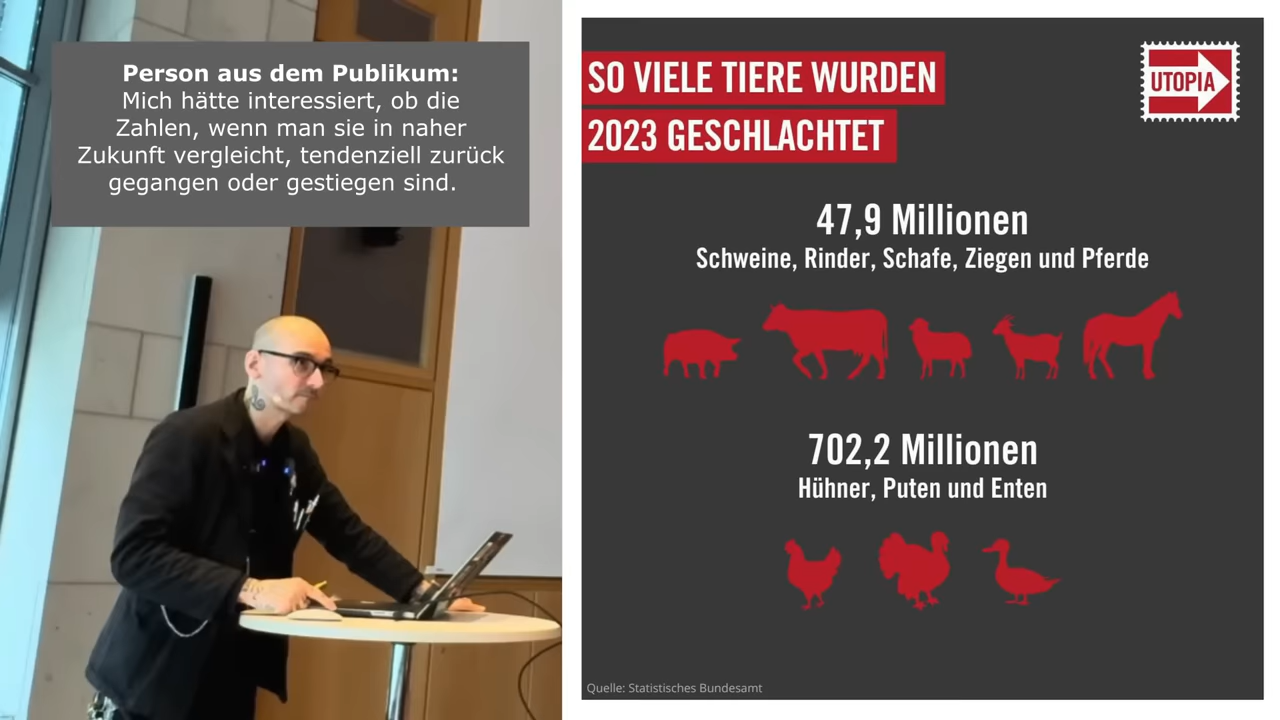 Person aus dem Publikum:
Mich hätte interessiert, ob die
Zahlen, wenn man sie in naher
Zukunft vergleicht, tendenziell zurück
gegangen oder gestiegen sind.
SO VIELE TIERE WURDEN
2023 GESCHLACHTET
UTOPIA
47,9 Millionen
Schweine, Rinder, Schafe, Ziegen und Pferde
702,2 Millionen
Hühner, Puten und Enten
Quelle: Statistisches Bundesamt